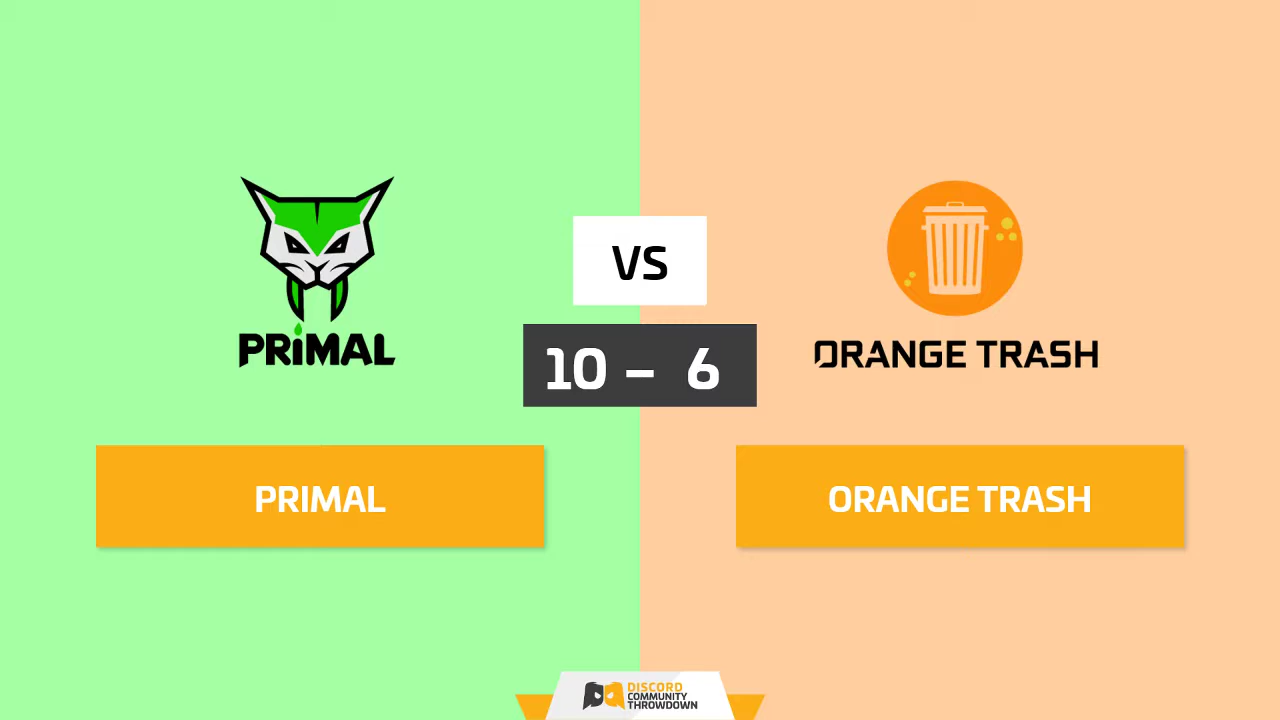 VS
PRiMAL
ORANGE TRASH
10 – 6
PRIMAL
ORANGE TRASH
DISCORD
COMMUNITY
THROWDOWN